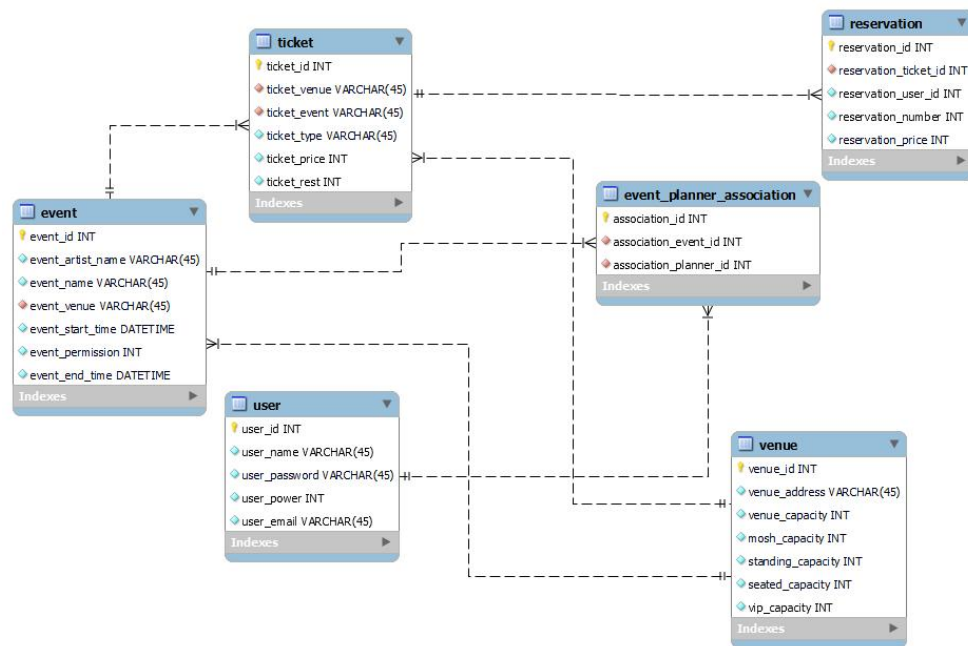 ticket
ticket_id INT
ticket_venue VARCHAR(45)
ticket_event VARCHAR(45)
ticket_type VARCHAR(45)
ticket_price INT
ticket_rest INT
Indexes
reservation
reservation_id INT
reservation_ticket_id INT
reservation_user_id INT
reservation_number INT
reservation_price INT
Indexes
event
event_id INT
event_artist_name VARCHAR(45)
event_name VARCHAR(45)
event_venue VARCHAR(45)
event_start_time DATETIME
event_permission INT
event_end_time DATETIME
Indexes
event_planner_association
association_id INT
association_event_id INT
association_planner_id INT
Indexes
user
user_id INT
user_name VARCHAR(45)
user_password VARCHAR(45)
user_power INT
user_email VARCHAR(45)
Indexes
venue
venue_id INT
venue_address VARCHAR(45)
venue_capacity INT
mosh_capacity INT
standing_capacity INT
seated_capacity INT
vip_capacity INT
Indexes